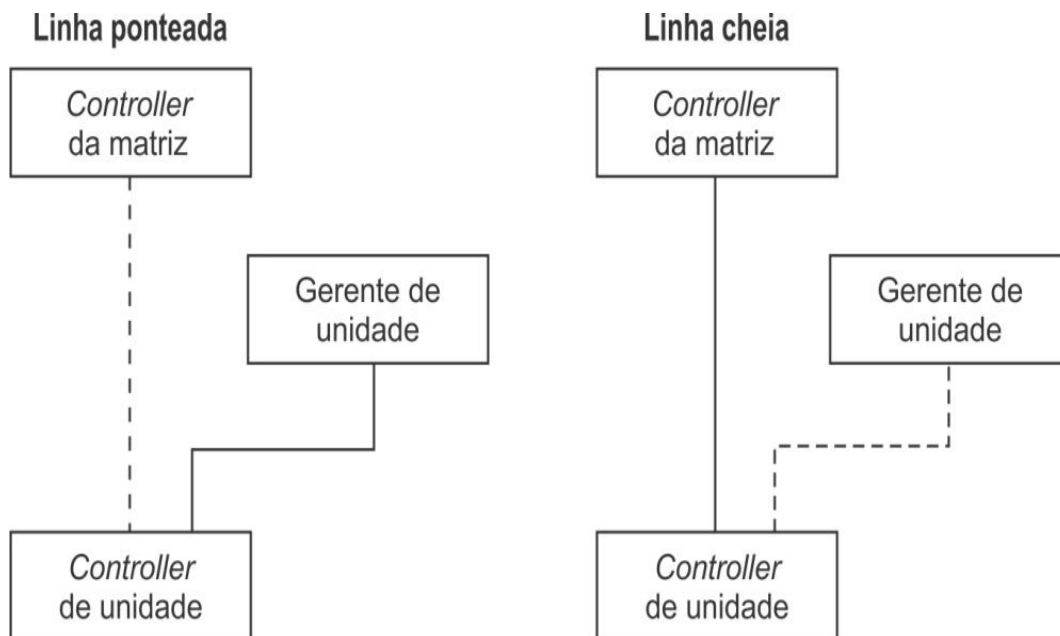 Linha ponteada
Controller
da matriz
Gerente de
unidade
Controller
de unidade
Linha cheia
Controller
da matriz
Gerente de
unidade
Controller
de unidade